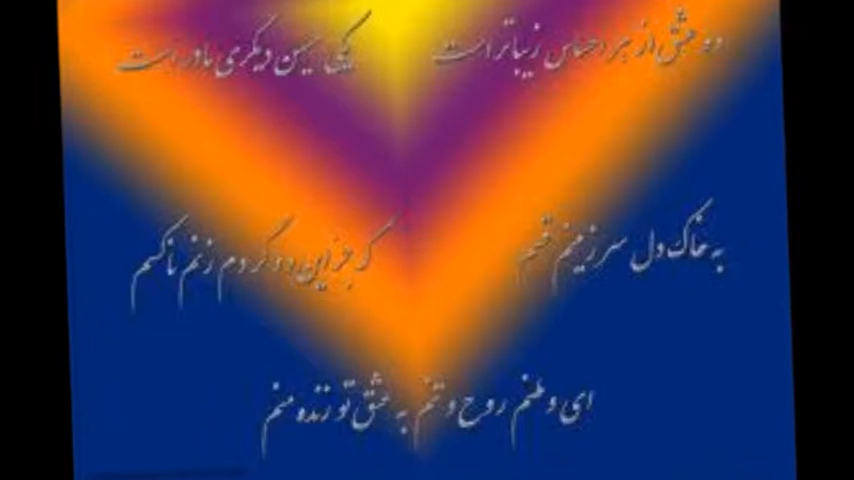 دو عشق از هر احساس زیباتر است یکی میهن دیگری مادر است
به خاک دل سرزمینم قسم که جز این دو گر دم زنم ناکسم
ای وطنم روح و تنم به عشق تو زنده منم